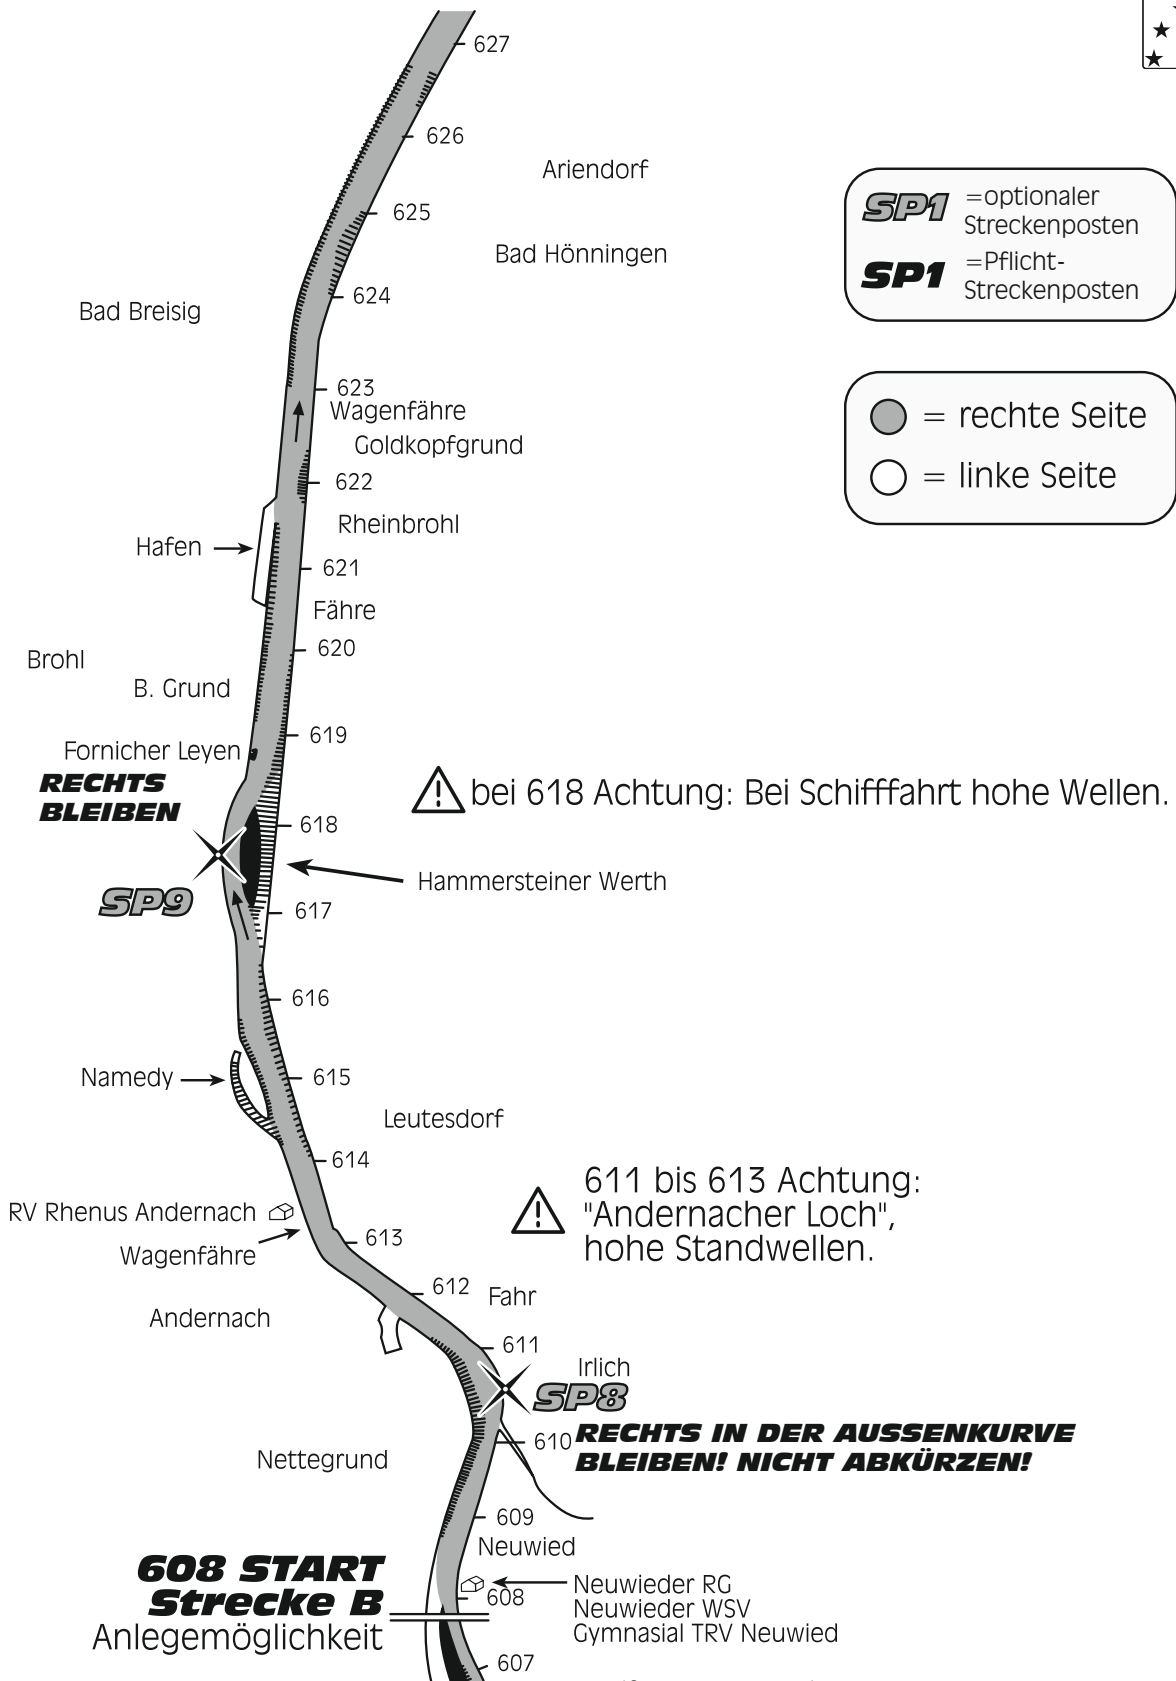 627
626
Ariendorf
625
Bad Hönningen
624
Bad Breisig
SP1 =optionaler
Streckenposten
SP1 =Pflicht-
Streckenposten
= rechte Seite
= linke Seite
623
Wagenfähre
Goldkopfgrund
622
Rheinbrohl
Hafen
621
Fähre
620
Brohl
B. Grund
619
Fornicher Leyen
RECHTS
BLEIBEN
bei 618 Achtung: Bei Schifffahrt hohe Wellen.
618
Hammersteiner Werth
SP9
617
616
Namedy
615
Leutesdorf
614
611 bis 613 Achtung:
"Andernacher Loch",
hohe Standwellen.
RV Rhenus Andernach
613
Wagenfähre
612
Fahr
Andernach
611
Irlich
SP8
610
RECHTS IN DER AUSSENKURVE
BLEIBEN! NICHT ABKÜRZEN!
Nettegrund
609
Neuwied
608 START
Strecke B
Anlegemöglichkeit
608
Neuwieder RG
Neuwieder WSV
Gymnasial TRV Neuwied
607